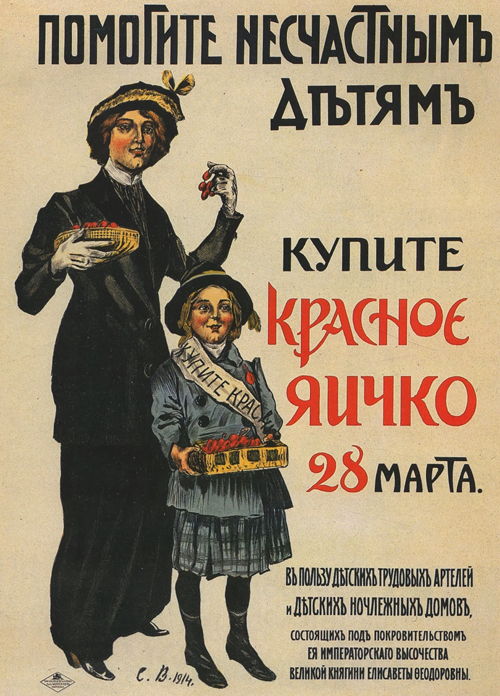 ПОМОГИТЕ НЕСЧАСТНЫМЪ
ДѢТЯМЪ
КУПИТЕ
КРАСНОЕ
ЯИЧКО
28 МАРТА.
КУПИТЕ КРАС
ВЪ ПОЛЬЗУ ДѢТСКИХЪ ТРУДОВЫХЪ АРТЕЛЕЙ
и ДѢТСКИХЪ НОЧЛЕЖНЫХЪ ДОМОВЪ,
СОСТОЯЩИХЪ ПОДЪ ПОКРОВИТЕЛЬСТВОМЪ
ЕЯ ИМПЕРАТОРСКАГО ВЫСОЧЕСТВА
ВЕЛИКОЙ КНЯГИНИ ЕЛИСАВЕТЫ ѲЕОДОРОВНЫ.
С. В. 1914.